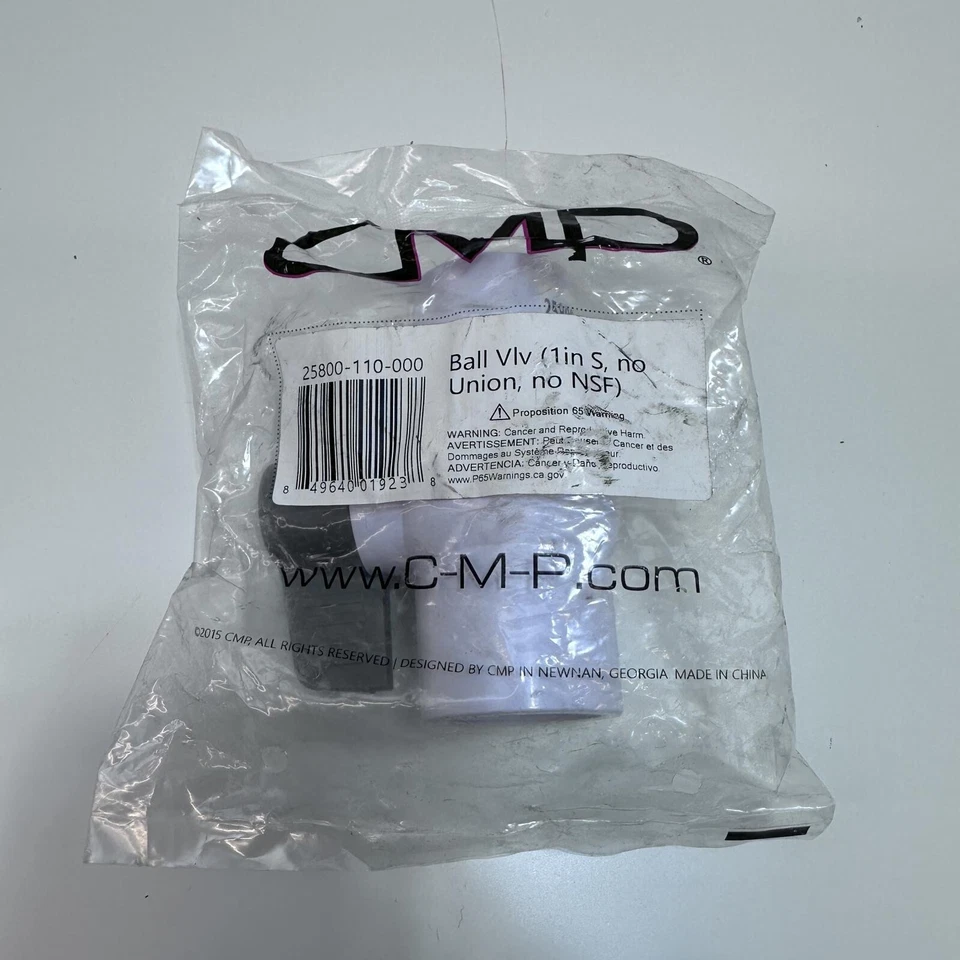 CMP®
2580
25800-110-000
8 49640 01923 8
Ball Vlv (1in S, no
Union, no NSF)
Proposition 65 Warning
WARNING: Cancer and Reproductive Harm
AVERTISSEMENT: Peut Causer Cancer et des
Dommages au Système
ADVERTENCIA: Cáncer y Daño Reproductivo
www.P65Warnings.ca.gov
www.C-M-P.com
©2015 CMP, ALL RIGHTS RESERVED | DESIGNED BY CMP IN NEWNAN, GEORGIA MADE IN CHINA